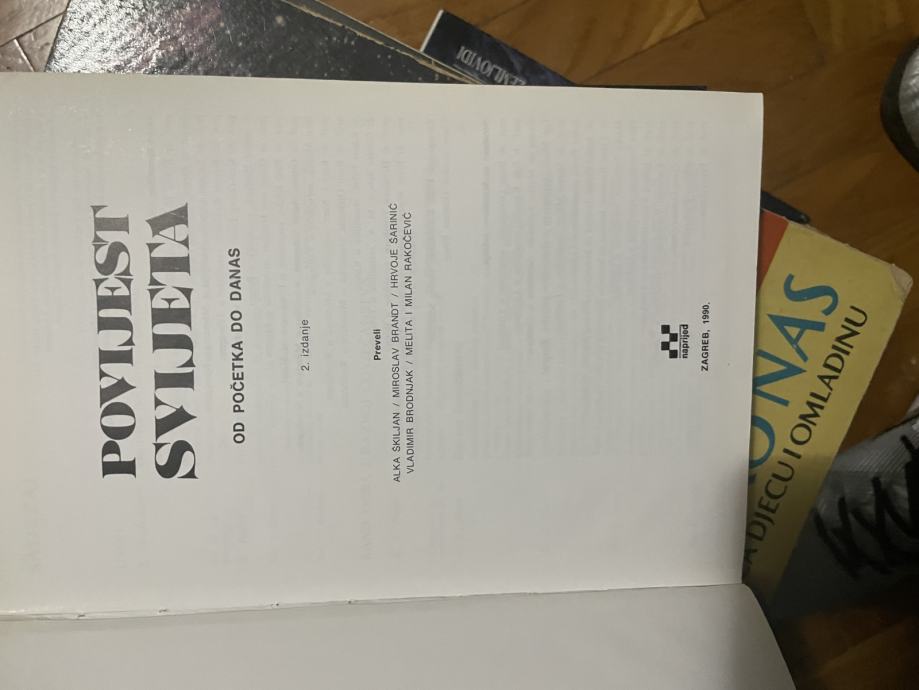 POVIJEST
SVIJETA
OD POČETKA DO DANAS
2. izdanje
Preveli
ALKA ŠKILJAN / MIROSLAV BRANDT / HRVOJE ŠARINIĆ
VLADIMIR BRODNJAK / MELITA I MILAN RAKOČEVIĆ
naprijed
ZAGREB, 1990.
NAS
DJECU I OMLADINU